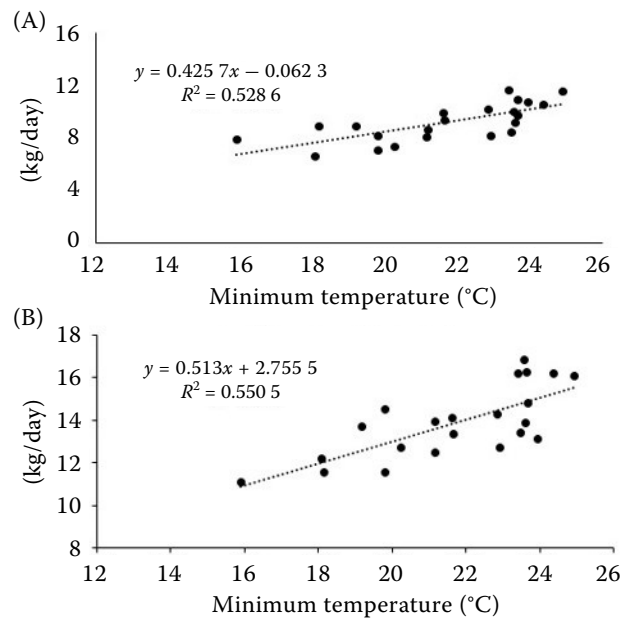 (A)
16
12
8
4
0
(kg/day)
y = 0.425 7x − 0.062 3
R² = 0.528 6
12 14 16 18 20 22 24 26
Minimum temperature (°C)
(B)
18
16
14
12
10
8
(kg/day)
y = 0.513x + 2.755 5
R² = 0.550 5
12 14 16 18 20 22 24 26
Minimum temperature (°C)